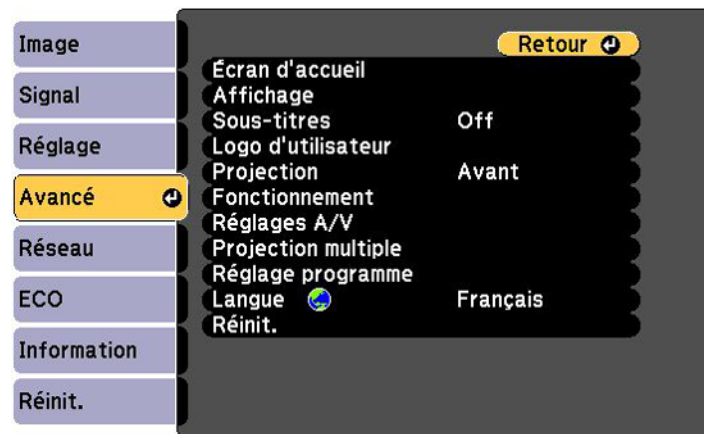 Image
Signal
Réglage
Avancé
Réseau
ECO
Information
Réinit.
Retour
Écran d'accueil
Affichage
Sous-titres Off
Logo d'utilisateur
Projection Avant
Fonctionnement
Réglages A/V
Projection multiple
Réglage programme
Langue Français
Réinit.